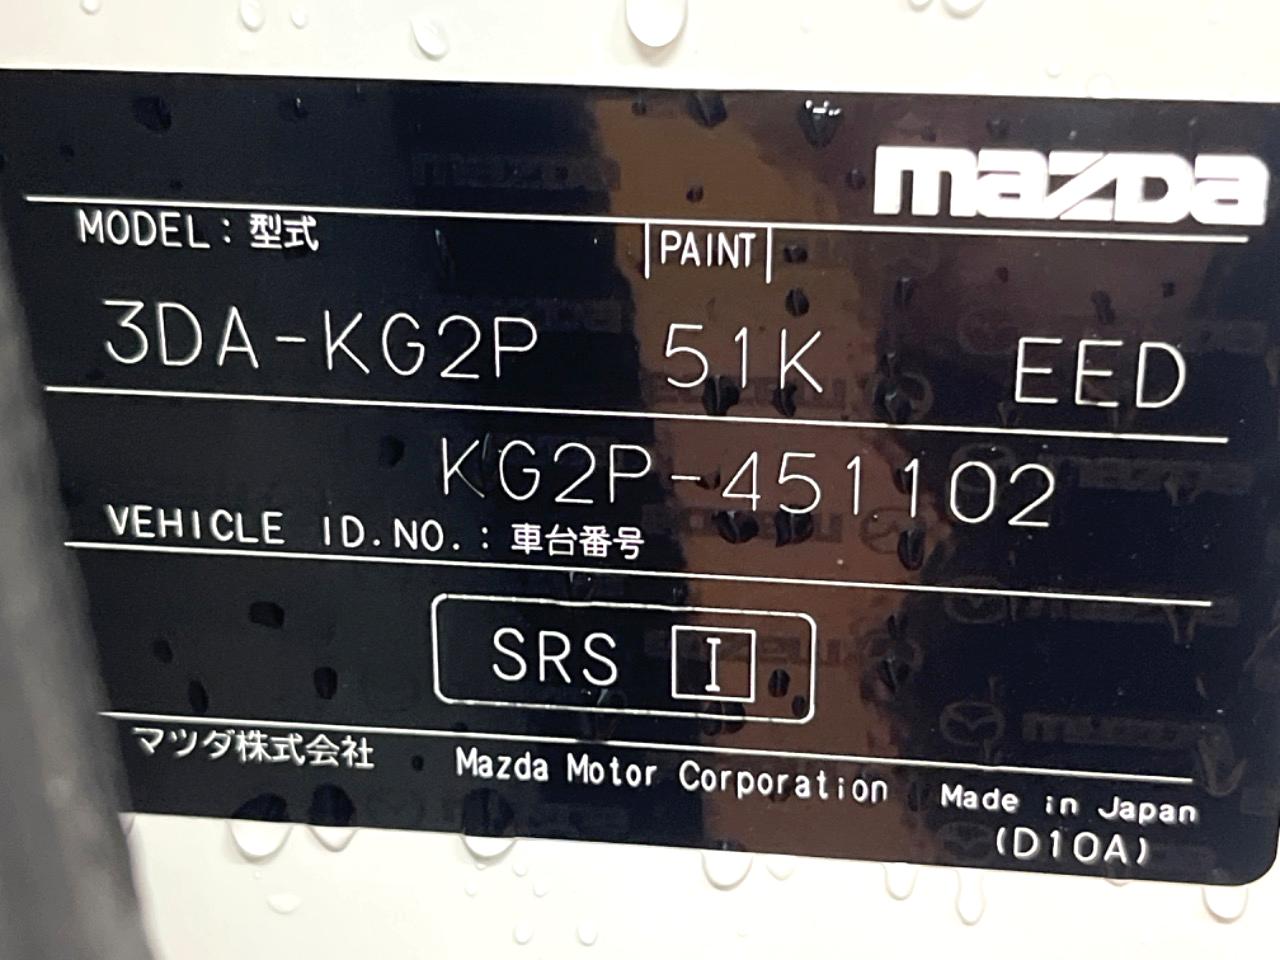 mazda
MODEL：型式
PAINT
3DA-KG2P 51K EED
KG2P-451102
VEHICLE ID.NO.：車台番号
SRS I
マツダ株式会社 Mazda Motor Corporation Made in Japan
(D10A)